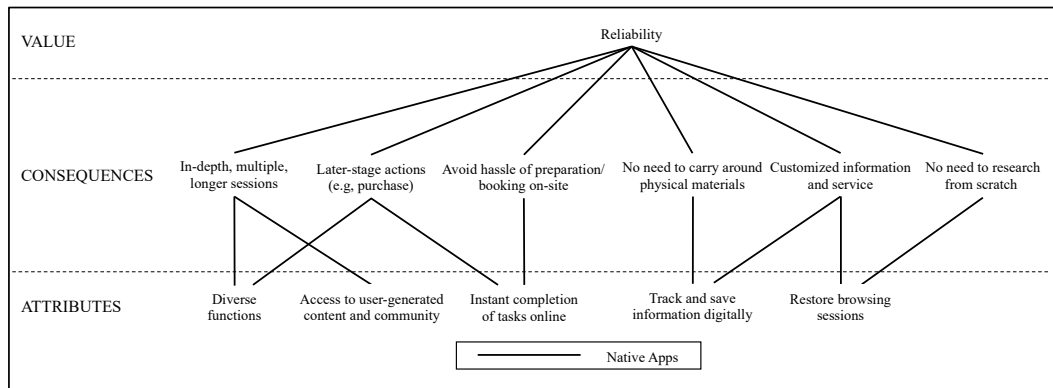 VALUE
Reliability
CONSEQUENCES
In-depth, multiple,
longer sessions
Later-stage actions
(e.g, purchase)
Avoid hassle of preparation/
booking on-site
No need to carry around
physical materials
Customized information
and service
No need to research
from scratch
ATTRIBUTES
Diverse
functions
Access to user-generated
content and community
Instant completion
of tasks online
Track and save
information digitally
Restore browsing
sessions
Native Apps